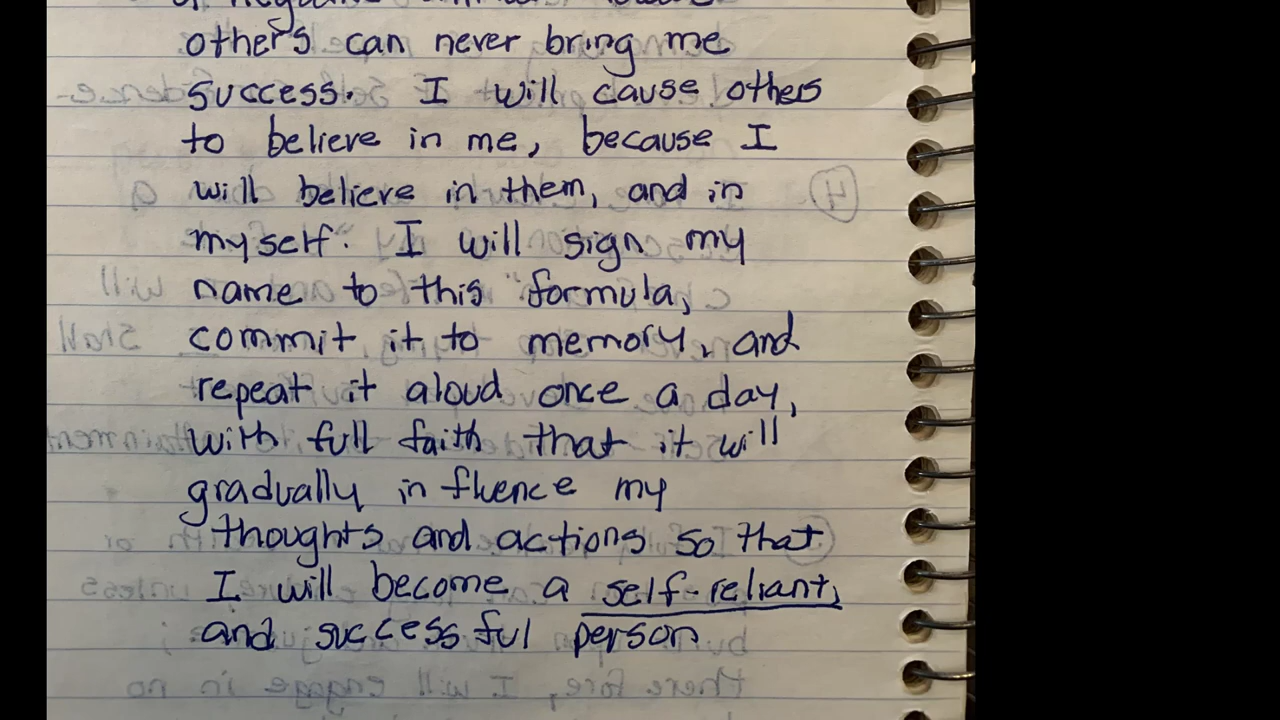 others can never bring me
success. I will cause others
to believe in me, because I
will believe in them, and in
myself. I will sign my
name to this formula,
commit it to memory, and
repeat it aloud once a day,
with full faith that it will
gradually influence my
thoughts and actions so that
I will become a self-reliant,
and successful person